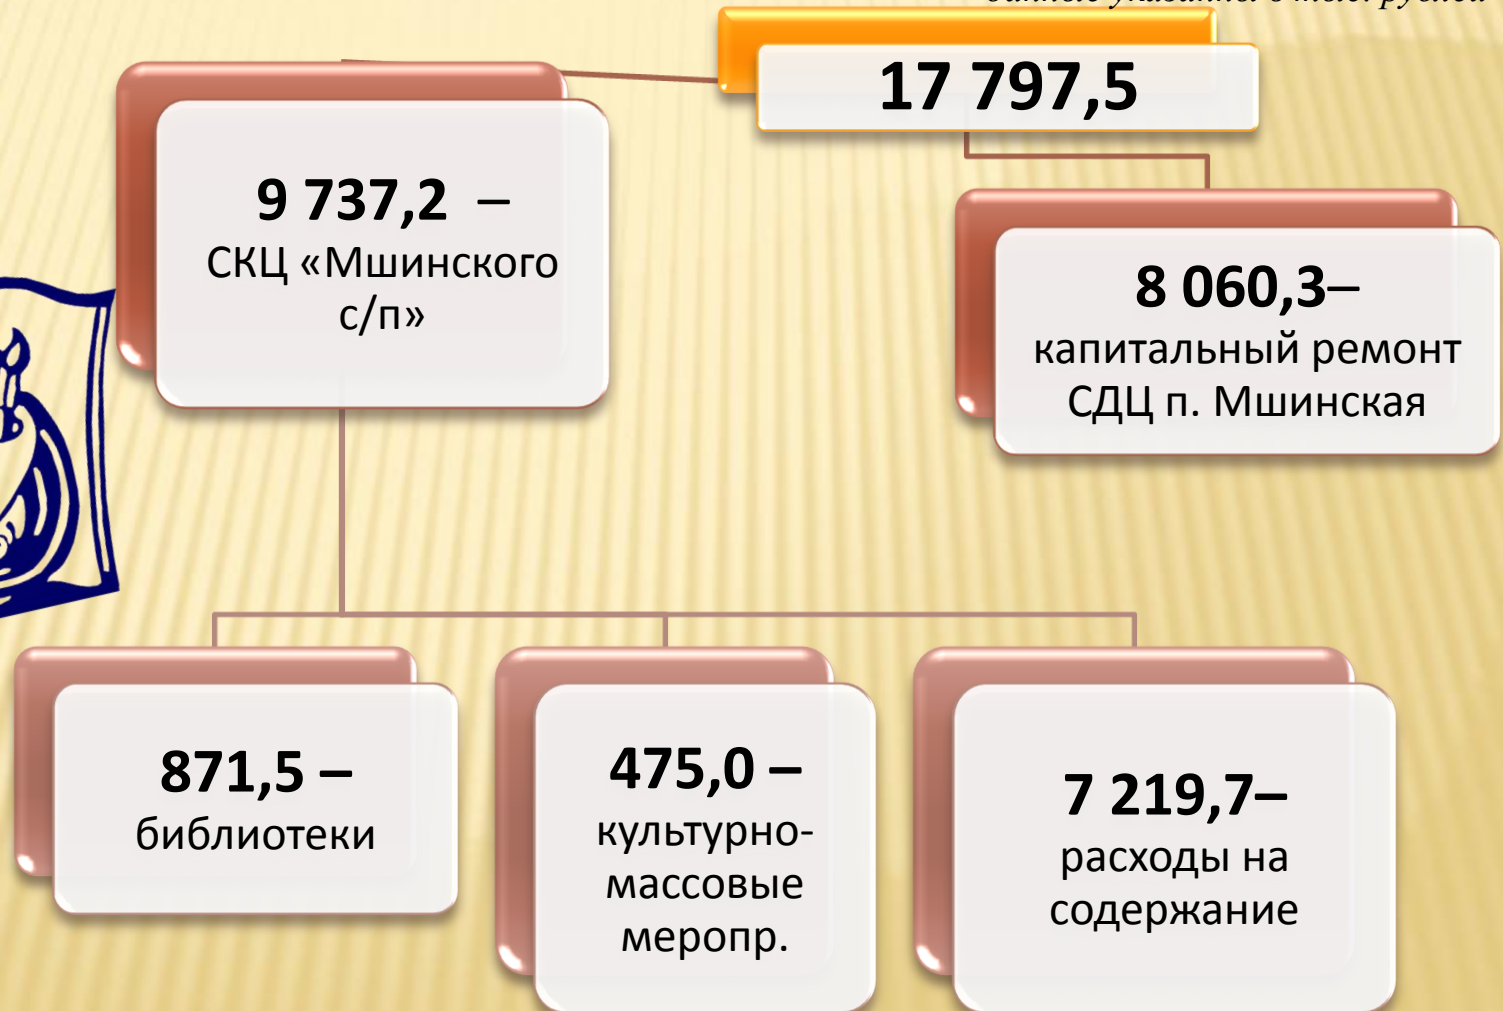 17 797,5
9 737,2 –
СКЦ «Мшинского
с/п»
8 060,3–
капитальный ремонт
СДЦ п. Мшинская
871,5 –
библиотеки
475,0 –
культурно-
массовые
меропр.
7 219,7–
расходы на
содержание